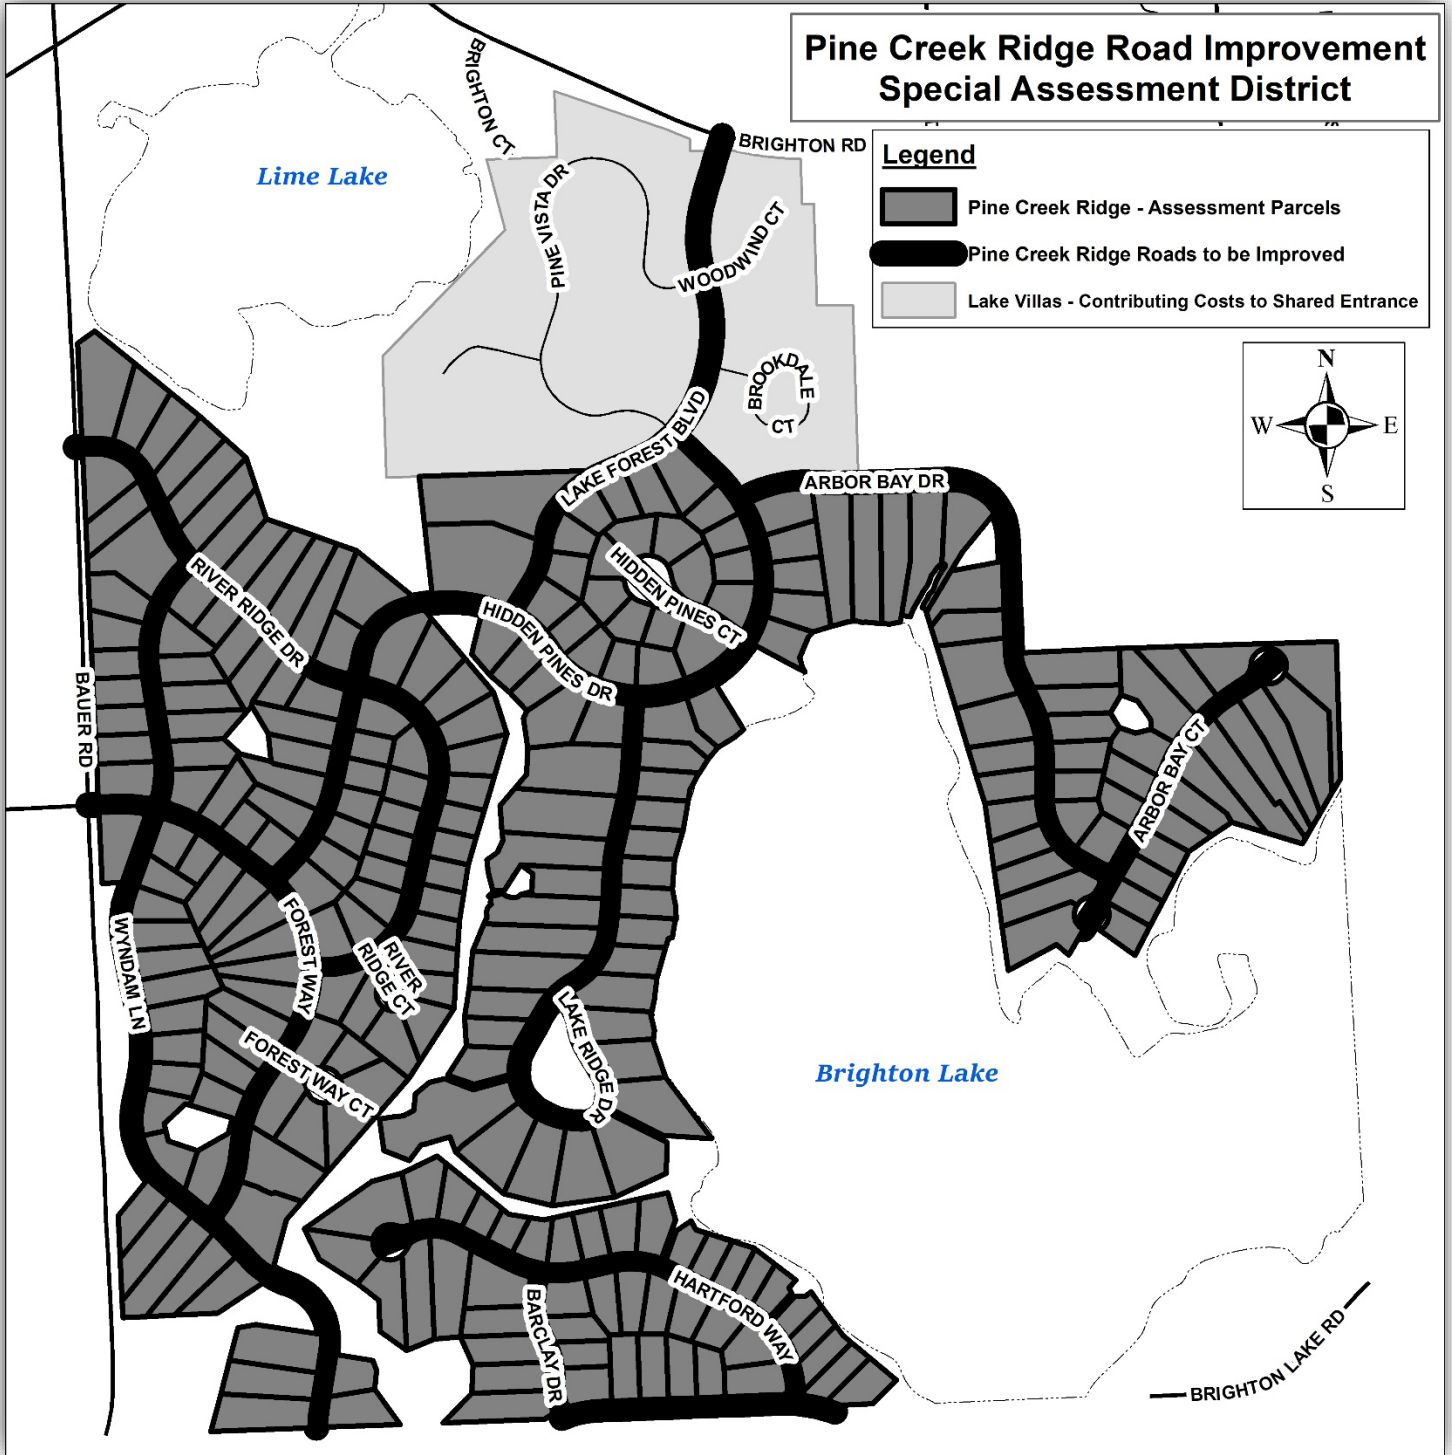 Pine Creek Ridge Road Improvement
Special Assessment District
BRIGHTON CT
BRIGHTON RD
Legend
Pine Creek Ridge - Assessment Parcels
Pine Creek Ridge Roads to be Improved
Lake Villas - Contributing Costs to Shared Entrance
Lime Lake
PINE VISTA DR
WOODWIND CT
BROOKDALE
CT
N
W
E
S
LAKE FOREST BLVD
ARBOR BAY DR
HIDDEN PINES CT
RIVER RIDGE DR
HIDDEN PINES DR
BAUER RD
ARBOR BAY CT
WYNDAM LN
FOREST WAY
RIVER
RIDGE CT
LAKE RIDGE DR
FOREST WAY CT
Brighton Lake
HARTFORD WAY
BARCLAY DR
BRIGHTON LAKE RD